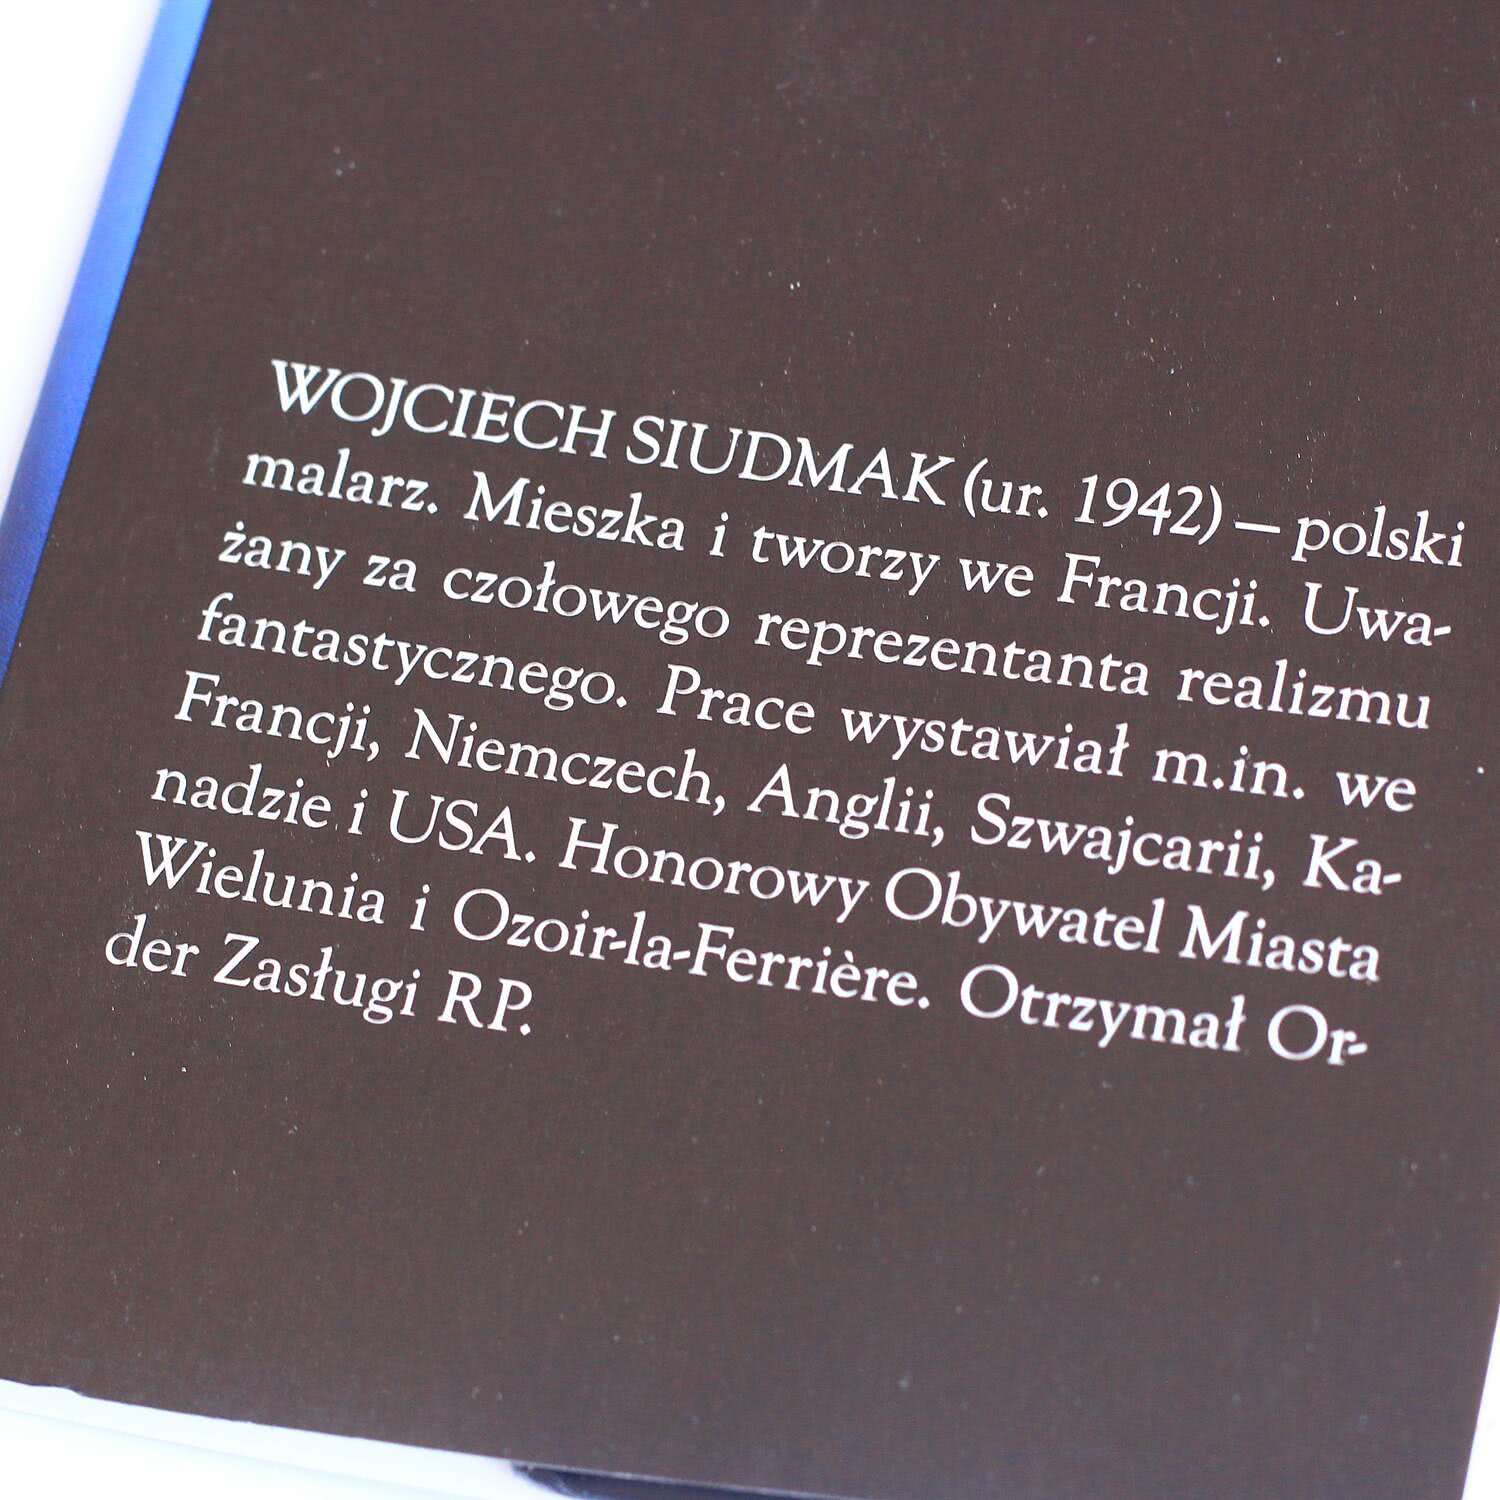 WOJCIECH SIUDMAK (ur. 1942) – polski
malarz. Mieszka i tworzy we Francji. Uwa-
żany za czołowego reprezentanta realizmu
fantastycznego. Prace wystawiał m.in. we
Francji, Niemczech, Anglii, Szwajcarii, Ka-
nadzie i USA. Honorowy Obywatel Miasta
Wielunia i Ozoir-la-Ferrière. Otrzymał Or-
der Zasługi RP.